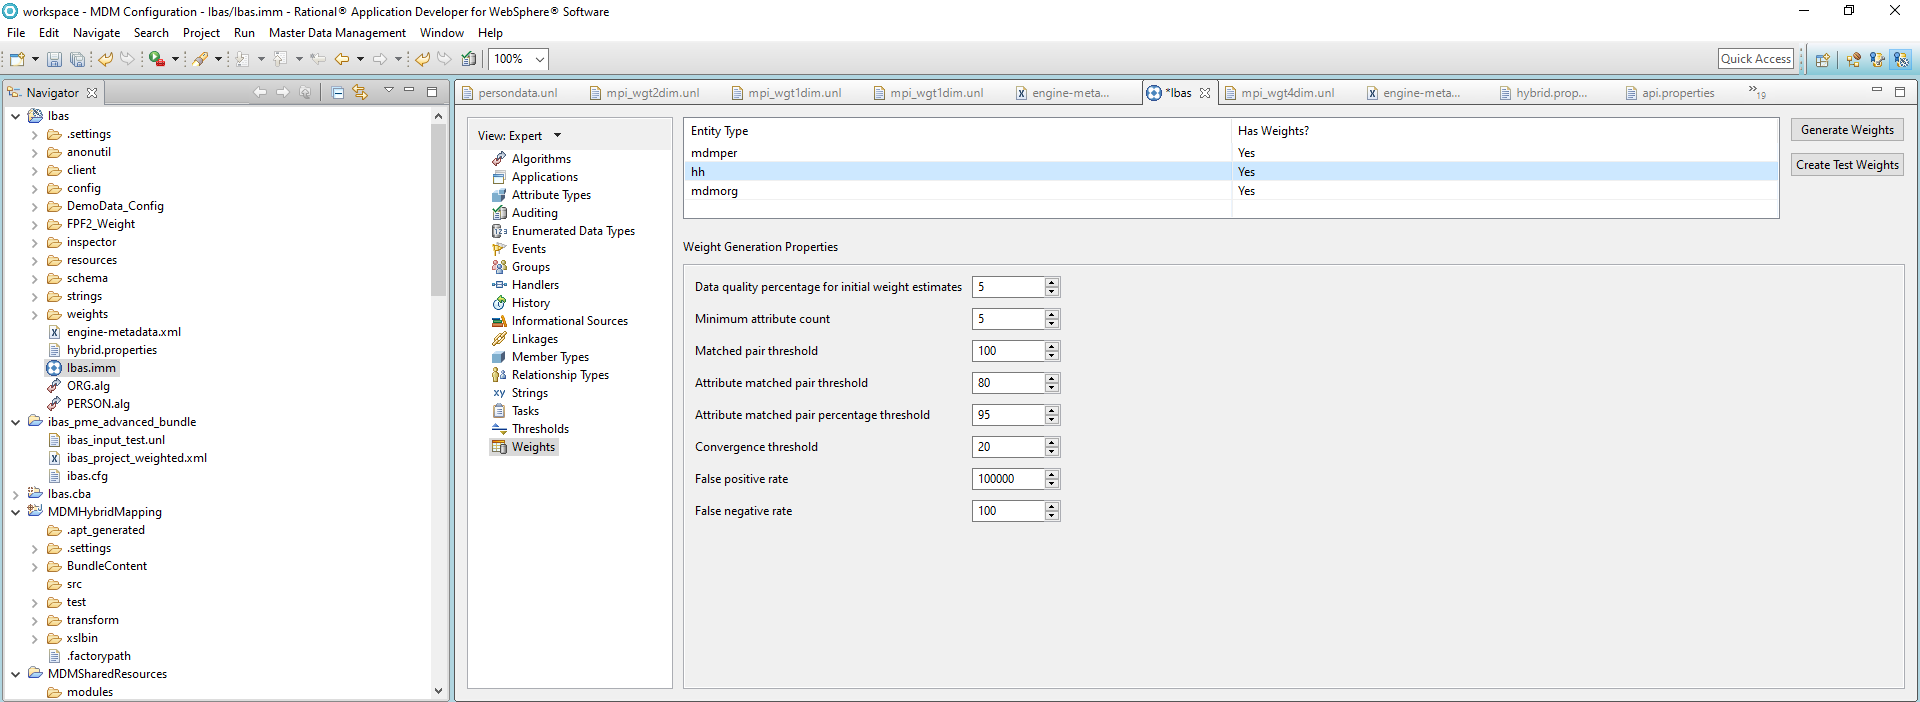 workspace - MDM Configuration - Ibas/Ibas.imm - Rational® Application Developer for WebSphere® Software
File Edit Navigate Search Project Run Master Data Management Window Help
100%
Quick Access
Navigator
persondata.unl
mpi_wgt2dim.unl
mpi_wgt1dim.unl
mpi_wgt1dim.unl
engine-meta...
*Ibas
mpi_wgt4dim.unl
engine-meta...
hybrid.prop...
api.properties
»19
Ibas
.settings
anonutil
client
config
DemoData_Config
FPF2_Weight
inspector
resources
schema
strings
weights
engine-metadata.xml
hybrid.properties
Ibas.imm
ORG.alg
PERSON.alg
ibas_pme_advanced_bundle
ibas_input_test.unl
ibas_project_weighted.xml
ibas.cfg
Ibas.cba
MDMHybridMapping
.apt_generated
.settings
BundleContent
src
test
transform
xslbin
.factorypath
MDMSharedResources
modules
View: Expert
Algorithms
Applications
Attribute Types
Auditing
Enumerated Data Types
Events
Groups
Handlers
History
Informational Sources
Linkages
Member Types
Relationship Types
Strings
Tasks
Thresholds
Weights
Entity Type Has Weights?
mdmper Yes
hh Yes
mdmorg Yes
Generate Weights
Create Test Weights
Weight Generation Properties
Data quality percentage for initial weight estimates 5
Minimum attribute count 5
Matched pair threshold 100
Attribute matched pair threshold 80
Attribute matched pair percentage threshold 95
Convergence threshold 20
False positive rate 100000
False negative rate 100